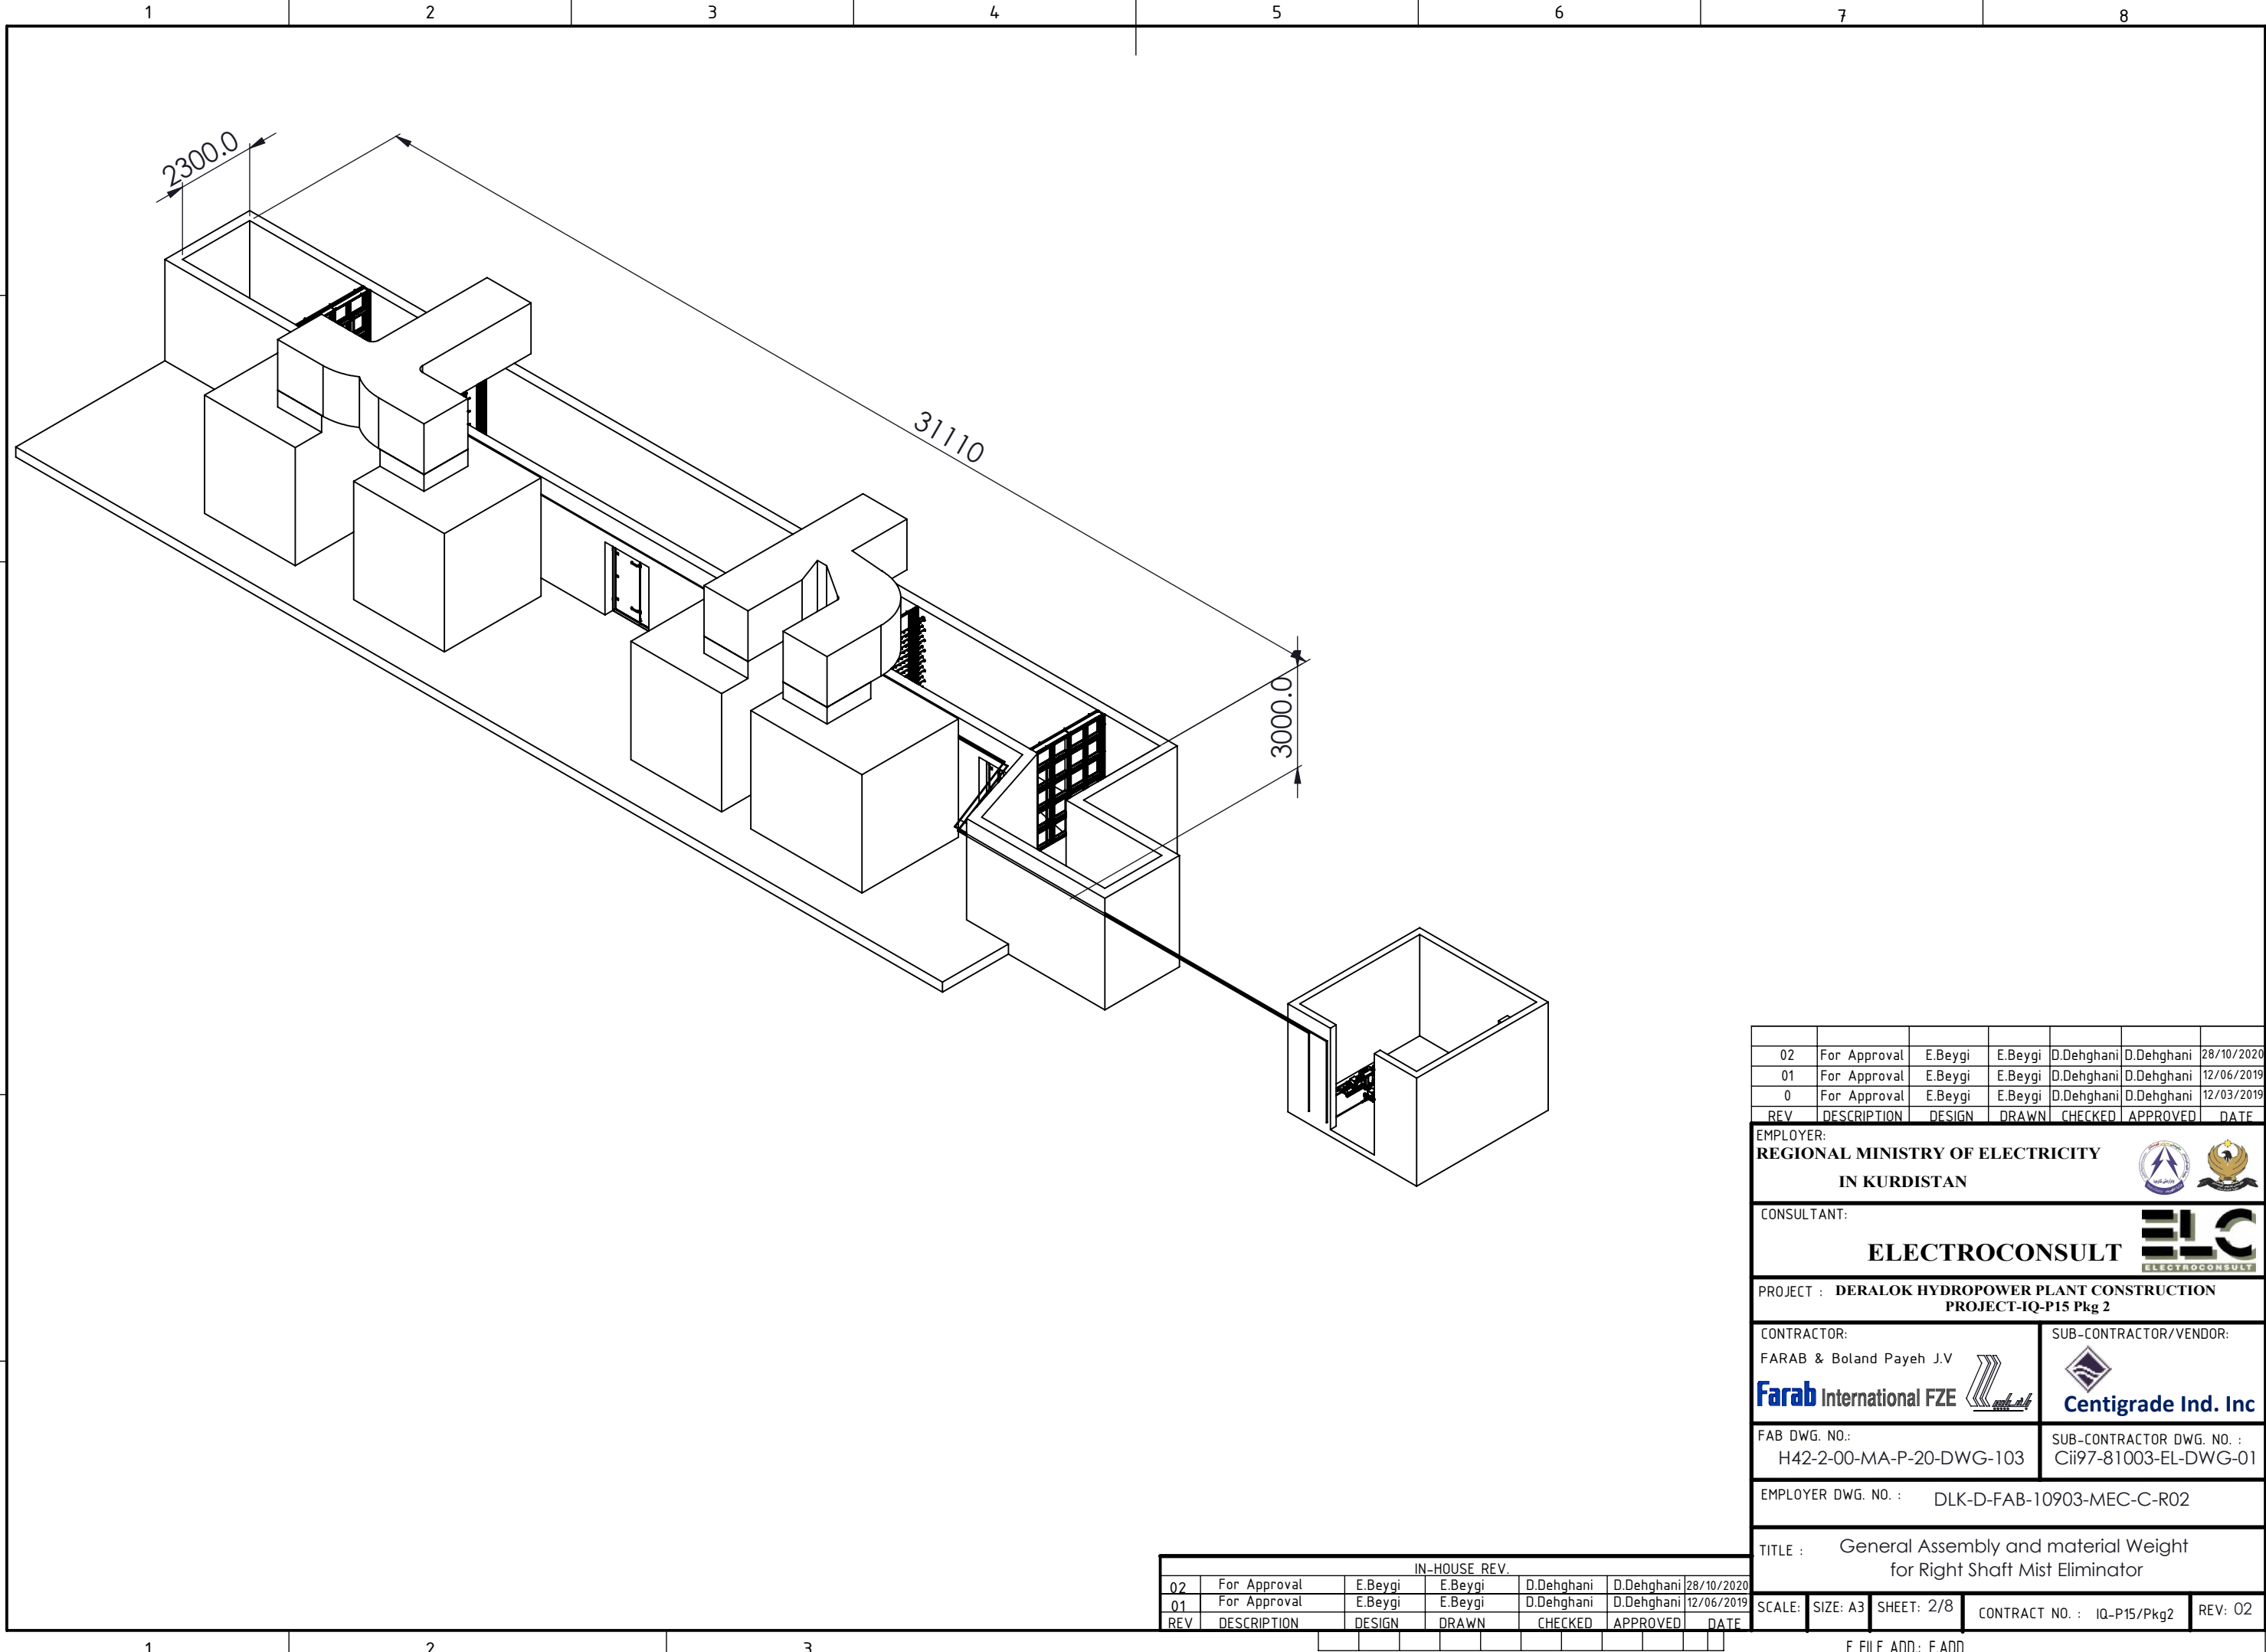 1 2 3 4 5 6 7 8
2300.0
31110
3000.0
02 For Approval E.Beygi E.Beygi D.Dehghani D.Dehghani 28/10/2020
01 For Approval E.Beygi E.Beygi D.Dehghani D.Dehghani 12/06/2019
0 For Approval E.Beygi E.Beygi D.Dehghani D.Dehghani 12/03/2019
REV DESCRIPTION DESIGN DRAWN CHECKED APPROVED DATE
EMPLOYER:
REGIONAL MINISTRY OF ELECTRICITY
IN KURDISTAN
CONSULTANT:
ELECTROCONSULT
ELC
ELECTROCONSULT
PROJECT : DERALOK HYDROPOWER PLANT CONSTRUCTION
PROJECT-IQ-P15 Pkg 2
CONTRACTOR:
FARAB & Boland Payeh J.V
Farab International FZE
SUB-CONTRACTOR/VENDOR:
Centigrade Ind. Inc
FAB DWG. NO.:
H42-2-00-MA-P-20-DWG-103
SUB-CONTRACTOR DWG. NO. :
Cii97-81003-EL-DWG-01
EMPLOYER DWG. NO. : DLK-D-FAB-10903-MEC-C-R02
TITLE : General Assembly and material Weight
for Right Shaft Mist Eliminator
SCALE: SIZE: A3 SHEET: 2/8 CONTRACT NO. : IQ-P15/Pkg2 REV: 02
IN-HOUSE REV.
02 For Approval E.Beygi E.Beygi D.Dehghani D.Dehghani 28/10/2020
01 For Approval E.Beygi E.Beygi D.Dehghani D.Dehghani 12/06/2019
REV DESCRIPTION DESIGN DRAWN CHECKED APPROVED DATE
1 2 3
F FILE ADD.: F ADD